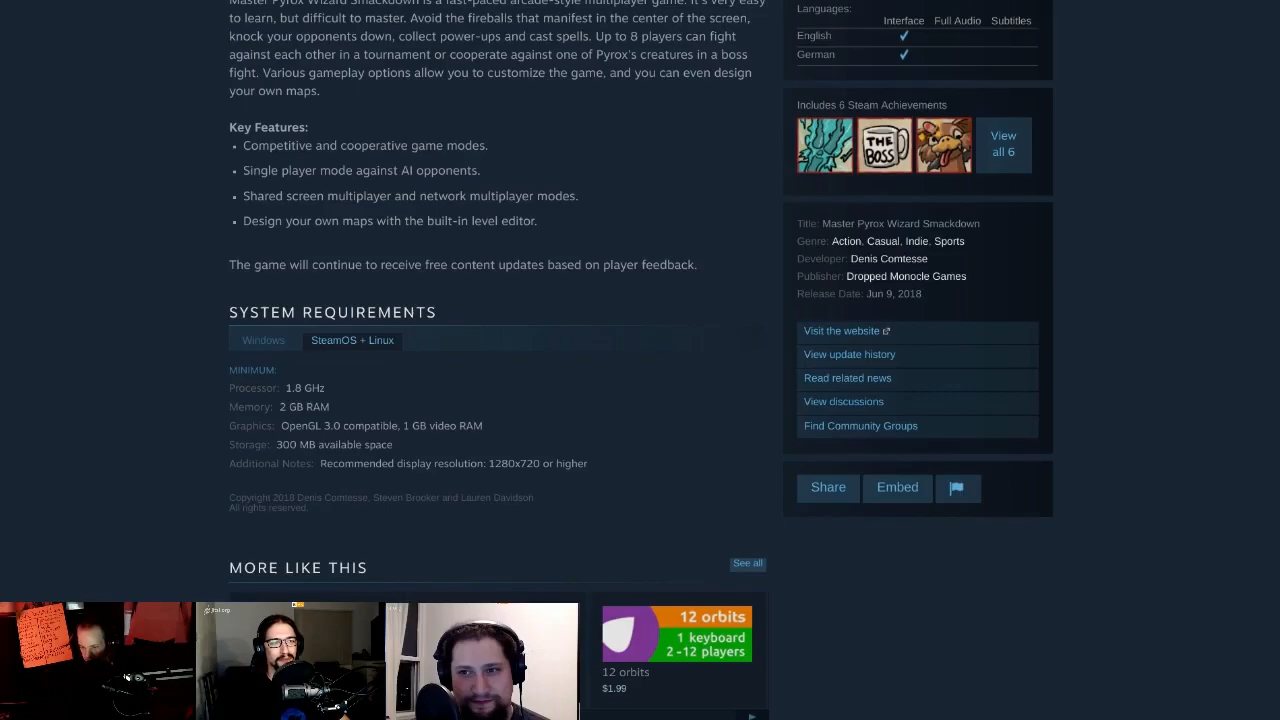 Master Pyrox Wizard Smackdown is a fast-paced arcade-style multiplayer game. It's very easy
to learn, but difficult to master. Avoid the fireballs that manifest in the center of the screen,
knock your opponents down, collect power-ups and cast spells. Up to 8 players can fight
against each other in a tournament or cooperate against one of Pyrox's creatures in a boss
fight. Various gameplay options allow you to customize the game, and you can even design
your own maps.
Key Features:
Competitive and cooperative game modes.
Single player mode against AI opponents.
Shared screen multiplayer and network multiplayer modes.
Design your own maps with the built-in level editor.
The game will continue to receive free content updates based on player feedback.
SYSTEM REQUIREMENTS
Windows SteamOS + Linux
MINIMUM:
Processor: 1.8 GHz
Memory: 2 GB RAM
Graphics: OpenGL 3.0 compatible, 1 GB video RAM
Storage: 300 MB available space
Additional Notes: Recommended display resolution: 1280x720 or higher
Copyright 2018 Denis Comtesse, Steven Brooker and Lauren Davidson
All rights reserved.
MORE LIKE THIS
See all
12 orbits
1 keyboard
2 -12 players
12 orbits
$1.99
Languages:
Interface Full Audio Subtitles
English ✔
German ✔
Includes 6 Steam Achievements
THE
BOSS
View
all 6
Title: Master Pyrox Wizard Smackdown
Genre: Action, Casual, Indie, Sports
Developer: Denis Comtesse
Publisher: Dropped Monocle Games
Release Date: Jun 9, 2018
Visit the website
View update history
Read related news
View discussions
Find Community Groups
Share Embed